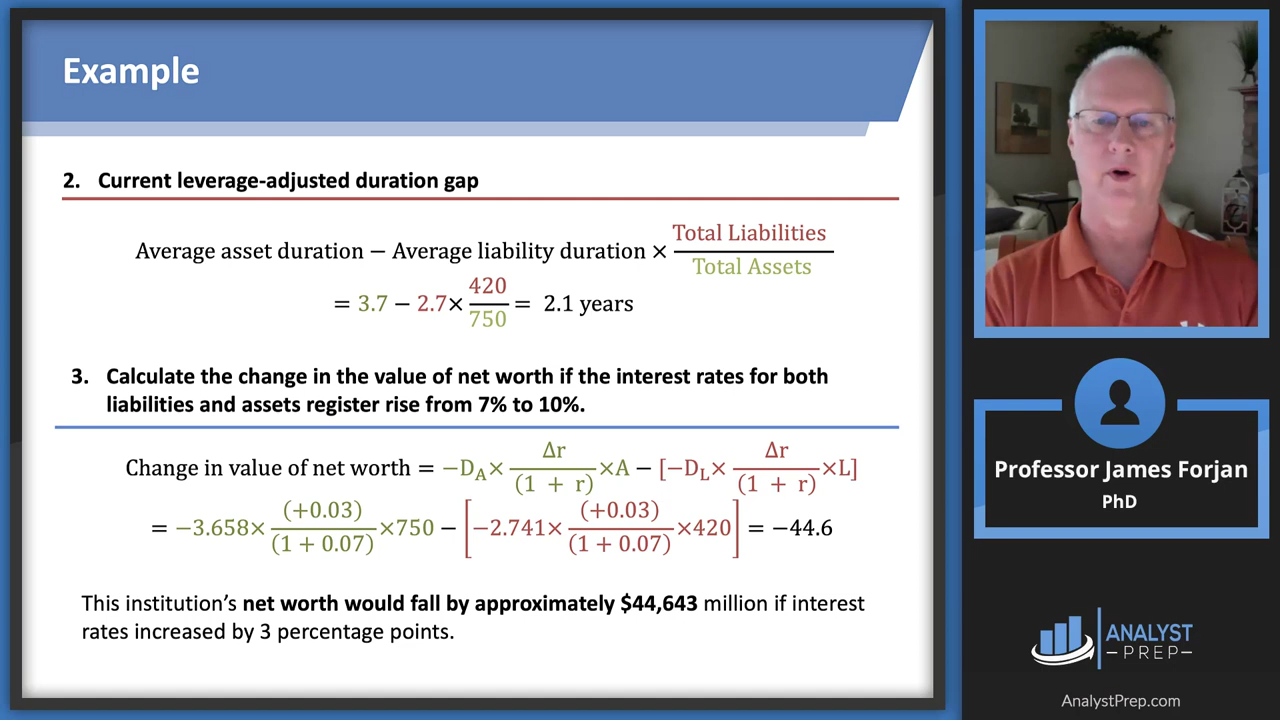 Example
2. Current leverage-adjusted duration gap
Average asset duration − Average liability duration × Total Liabilities / Total Assets
= 3.7 − 2.7× 420 / 750 = 2.1 years
3. Calculate the change in the value of net worth if the interest rates for both
liabilities and assets register rise from 7% to 10%.
Change in value of net worth = −D_A× Δr / (1 + r) ×A − [−D_L× Δr / (1 + r) ×L]
= −3.658× (+0.03) / (1 + 0.07) ×750 − [−2.741× (+0.03) / (1 + 0.07) ×420] = −44.6
This institution's net worth would fall by approximately $44,643 million if interest
rates increased by 3 percentage points.
Professor James Forjan
PhD
ANALYST
–PREP–
AnalystPrep.com